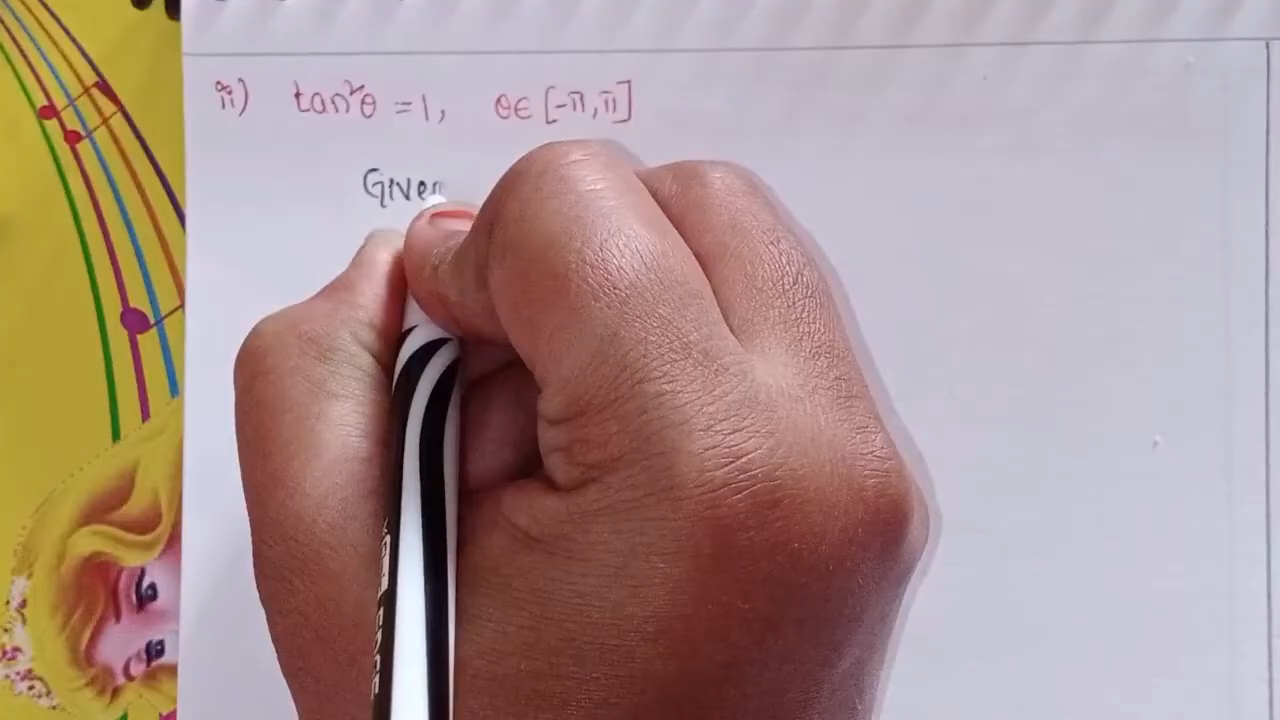 ii) tan²θ = 1, θ∈ [-π, π]
Given